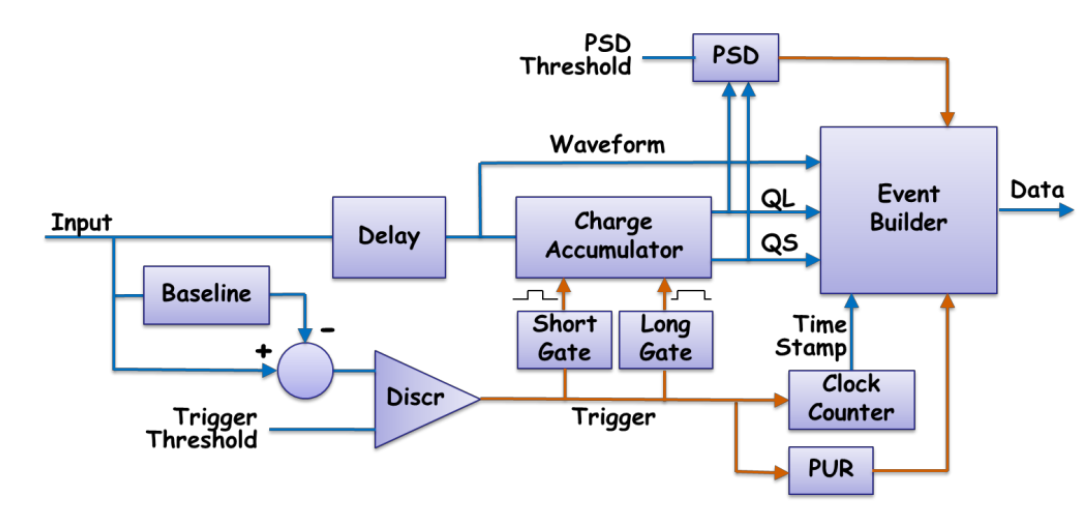 PSD
Threshold
PSD
Waveform
Input
Delay
Charge
Accumulator
QL
QS
Event
Builder
Data
Baseline
-
+
Short
Gate
Long
Gate
Time
Stamp
Discr
Trigger
Threshold
Trigger
Clock
Counter
PUR